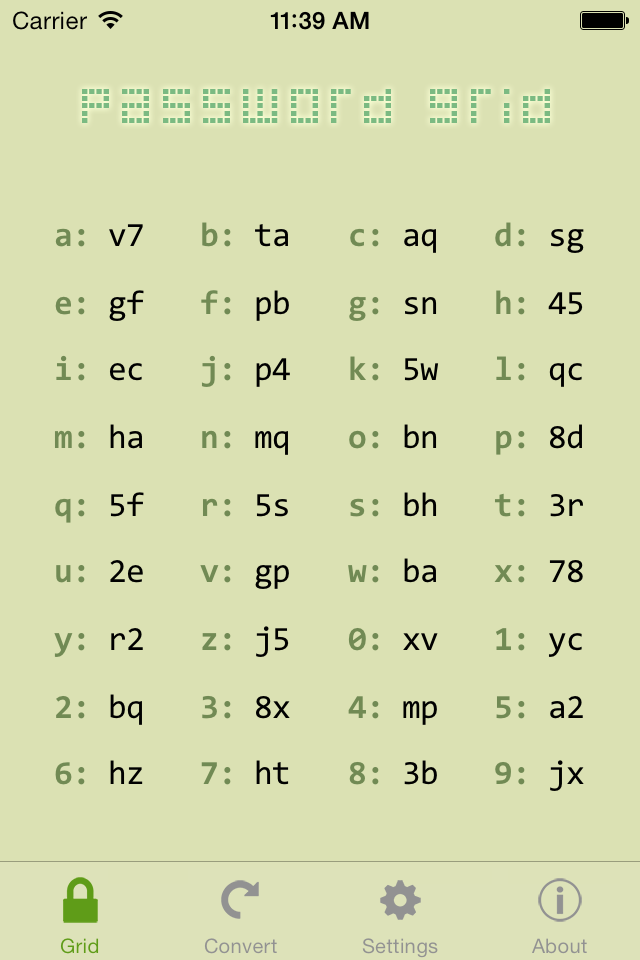 Carrier 11:39 AM
password grid
a: v7 b: ta c: aq d: sg
e: gf f: pb g: sn h: 45
i: ec j: p4 k: 5w l: qc
m: ha n: mq o: bn p: 8d
q: 5f r: 5s s: bh t: 3r
u: 2e v: gp w: ba x: 78
y: r2 z: j5 0: xv 1: yc
2: bq 3: 8x 4: mp 5: a2
6: hz 7: ht 8: 3b 9: jx
Grid Convert Settings About